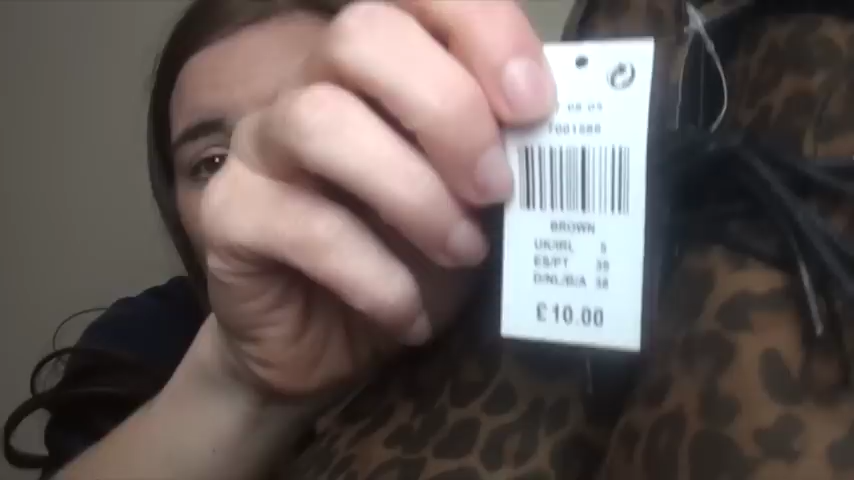 BROWN
UK/IRL 5
ES/PT 38
D/NL/B/A 38
£10.00